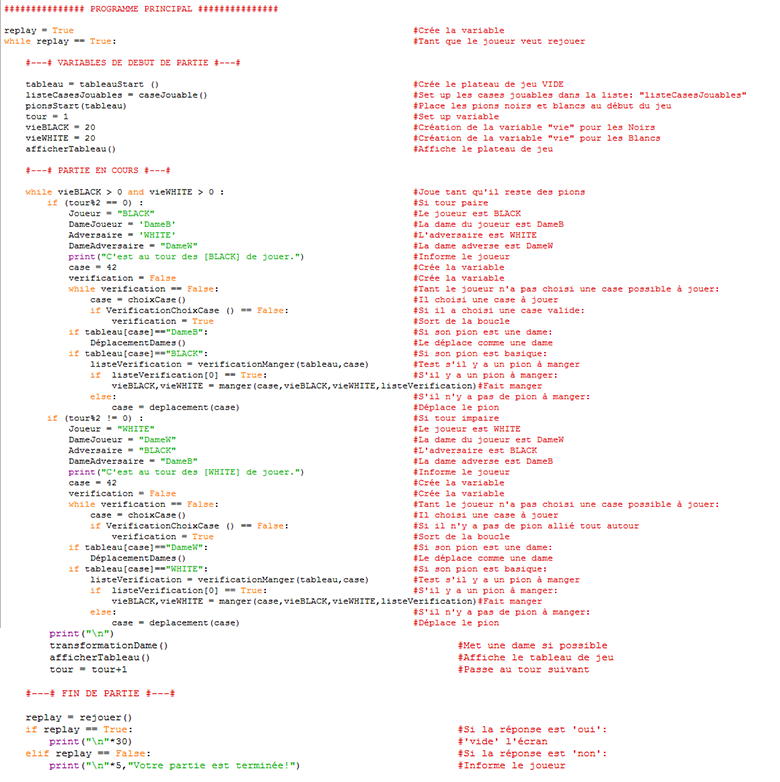 ############### PROGRAMME PRINCIPAL ###############
replay = True #Crée la variable
while replay == True: #Tant que le joueur veut rejouer
#---# VARIABLES DE DEBUT DE PARTIE #---#
tableau = tableauStart () #Crée le plateau de jeu VIDE
listeCasesJouables = caseJouable() #Set up les cases jouables dans la liste: "listeCasesJouables"
pionsStart(tableau) #Place les pions noirs et blancs au début du jeu
tour = 1 #Set up variable
vieBLACK = 20 #Création de la variable "vie" pour les Noirs
vieWHITE = 20 #Création de la variable "vie" pour les Blancs
afficherTableau() #Affiche le plateau de jeu
#---# PARTIE EN COURS #---#
while vieBLACK > 0 and vieWHITE > 0 : #Joue tant qu'il reste des pions
if (tour%2 == 0) : #Si tour paire
Joueur = "BLACK" #Le joueur est BLACK
DameJoueur = 'DameB' #La dame du joueur est DameB
Adversaire = 'WHITE' #L'adversaire est WHITE
DameAdversaire = "DameW" #La dame adverse est DameW
print("C'est au tour des [BLACK] de jouer.") #Informe le joueur
case = 42 #Crée la variable
verification = False #Crée la variable
while verification == False: #Tant le joueur n'a pas choisi une case possible à jouer:
case = choixCase() #Il choisi une case à jouer
if VerificationChoixCase () == False: #Si il a choisi une case valide:
verification = True #Sort de la boucle
if tableau[case]=="DameB": #Si son pion est une dame:
DéplacementDames() #Le déplace comme une dame
if tableau[case]=="BLACK": #Si son pion est basique:
listeVerification = verificationManger(tableau,case) #Test s'il y a un pion à manger
if listeVerification[0] == True: #S'il y a un pion à manger:
vieBLACK,vieWHITE = manger(case,vieBLACK,vieWHITE,listeVerification)#Fait manger
else: #S'il n'y a pas de pion à manger:
case = deplacement(case) #Déplace le pion
if (tour%2 != 0) : #Si tour impaire
Joueur = "WHITE" #Le joueur est WHITE
DameJoueur = "DameW" #La dame du joueur est DameW
Adversaire = "BLACK" #L'adversaire est BLACK
DameAdversaire = "DameB" #La dame adverse est DameB
print("C'est au tour des [WHITE] de jouer.") #Informe le joueur
case = 42 #Crée la variable
verification = False #Crée la variable
while verification == False: #Tant le joueur n'a pas choisi une case possible à jouer:
case = choixCase() #Il choisi une case à jouer
if VerificationChoixCase () == False: #Si il n'y a pas de pion allié tout autour
verification = True #Sort de la boucle
if tableau[case]=="DameW": #Si son pion est une dame:
DéplacementDames() #Le déplace comme une dame
if tableau[case]=="WHITE": #Si son pion est basique:
listeVerification = verificationManger(tableau,case) #Test s'il y a un pion à manger
if listeVerification[0] == True: #S'il y a un pion à manger:
vieBLACK,vieWHITE = manger(case,vieBLACK,vieWHITE,listeVerification)#Fait manger
else: #S'il n'y a pas de pion à manger:
case = deplacement(case) #Déplace le pion
print("\n")
transformationDame() #Met une dame si possible
afficherTableau() #Affiche le tableau de jeu
tour = tour+1 #Passe au tour suivant
#---# FIN DE PARTIE #---#
replay = rejouer()
if replay == True: #Si la réponse est 'oui':
print("\n"*30) #'vide' l'écran
elif replay == False: #Si la réponse est 'non':
print("\n"*5,"Votre partie est terminée!") #Informe le joueur